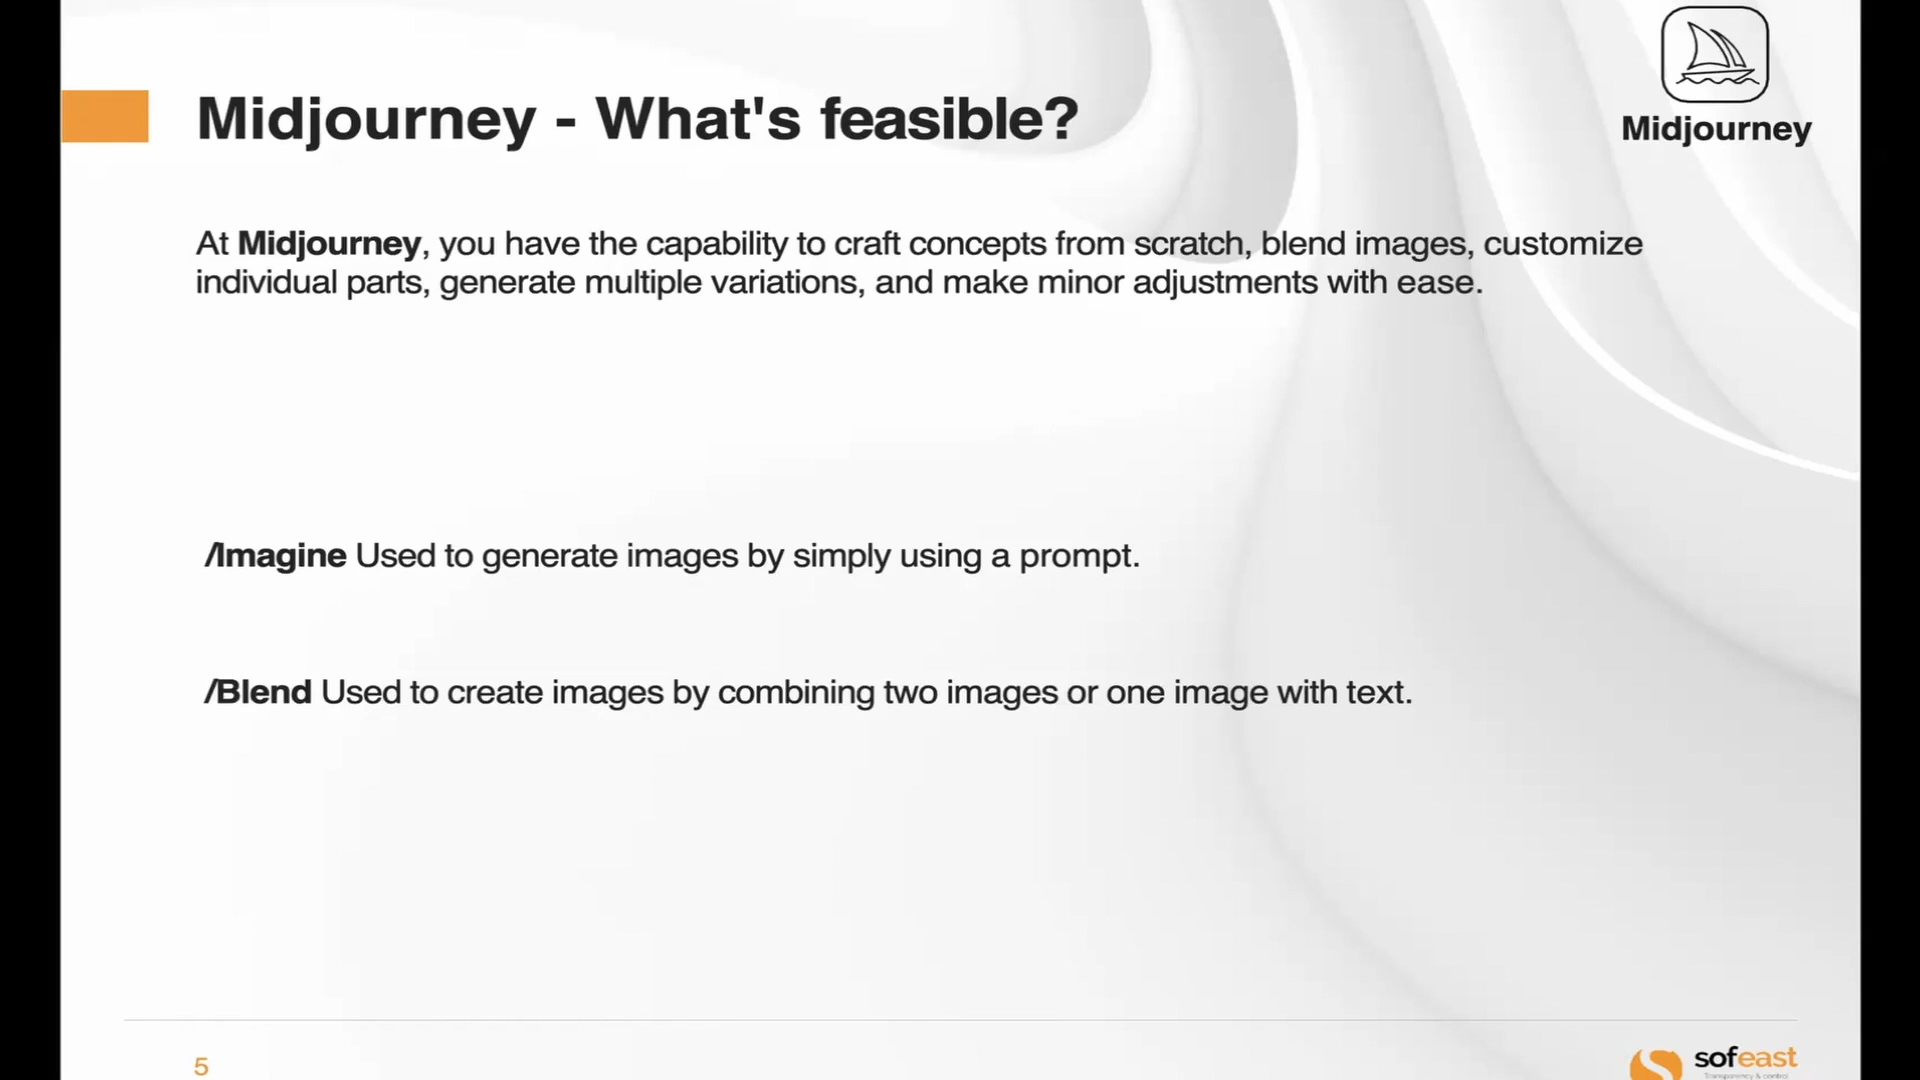 Midjourney - What's feasible?
Midjourney
At Midjourney, you have the capability to craft concepts from scratch, blend images, customize
individual parts, generate multiple variations, and make minor adjustments with ease.
/Imagine Used to generate images by simply using a prompt.
/Blend Used to create images by combining two images or one image with text.
5
sofeast
Transparency & control